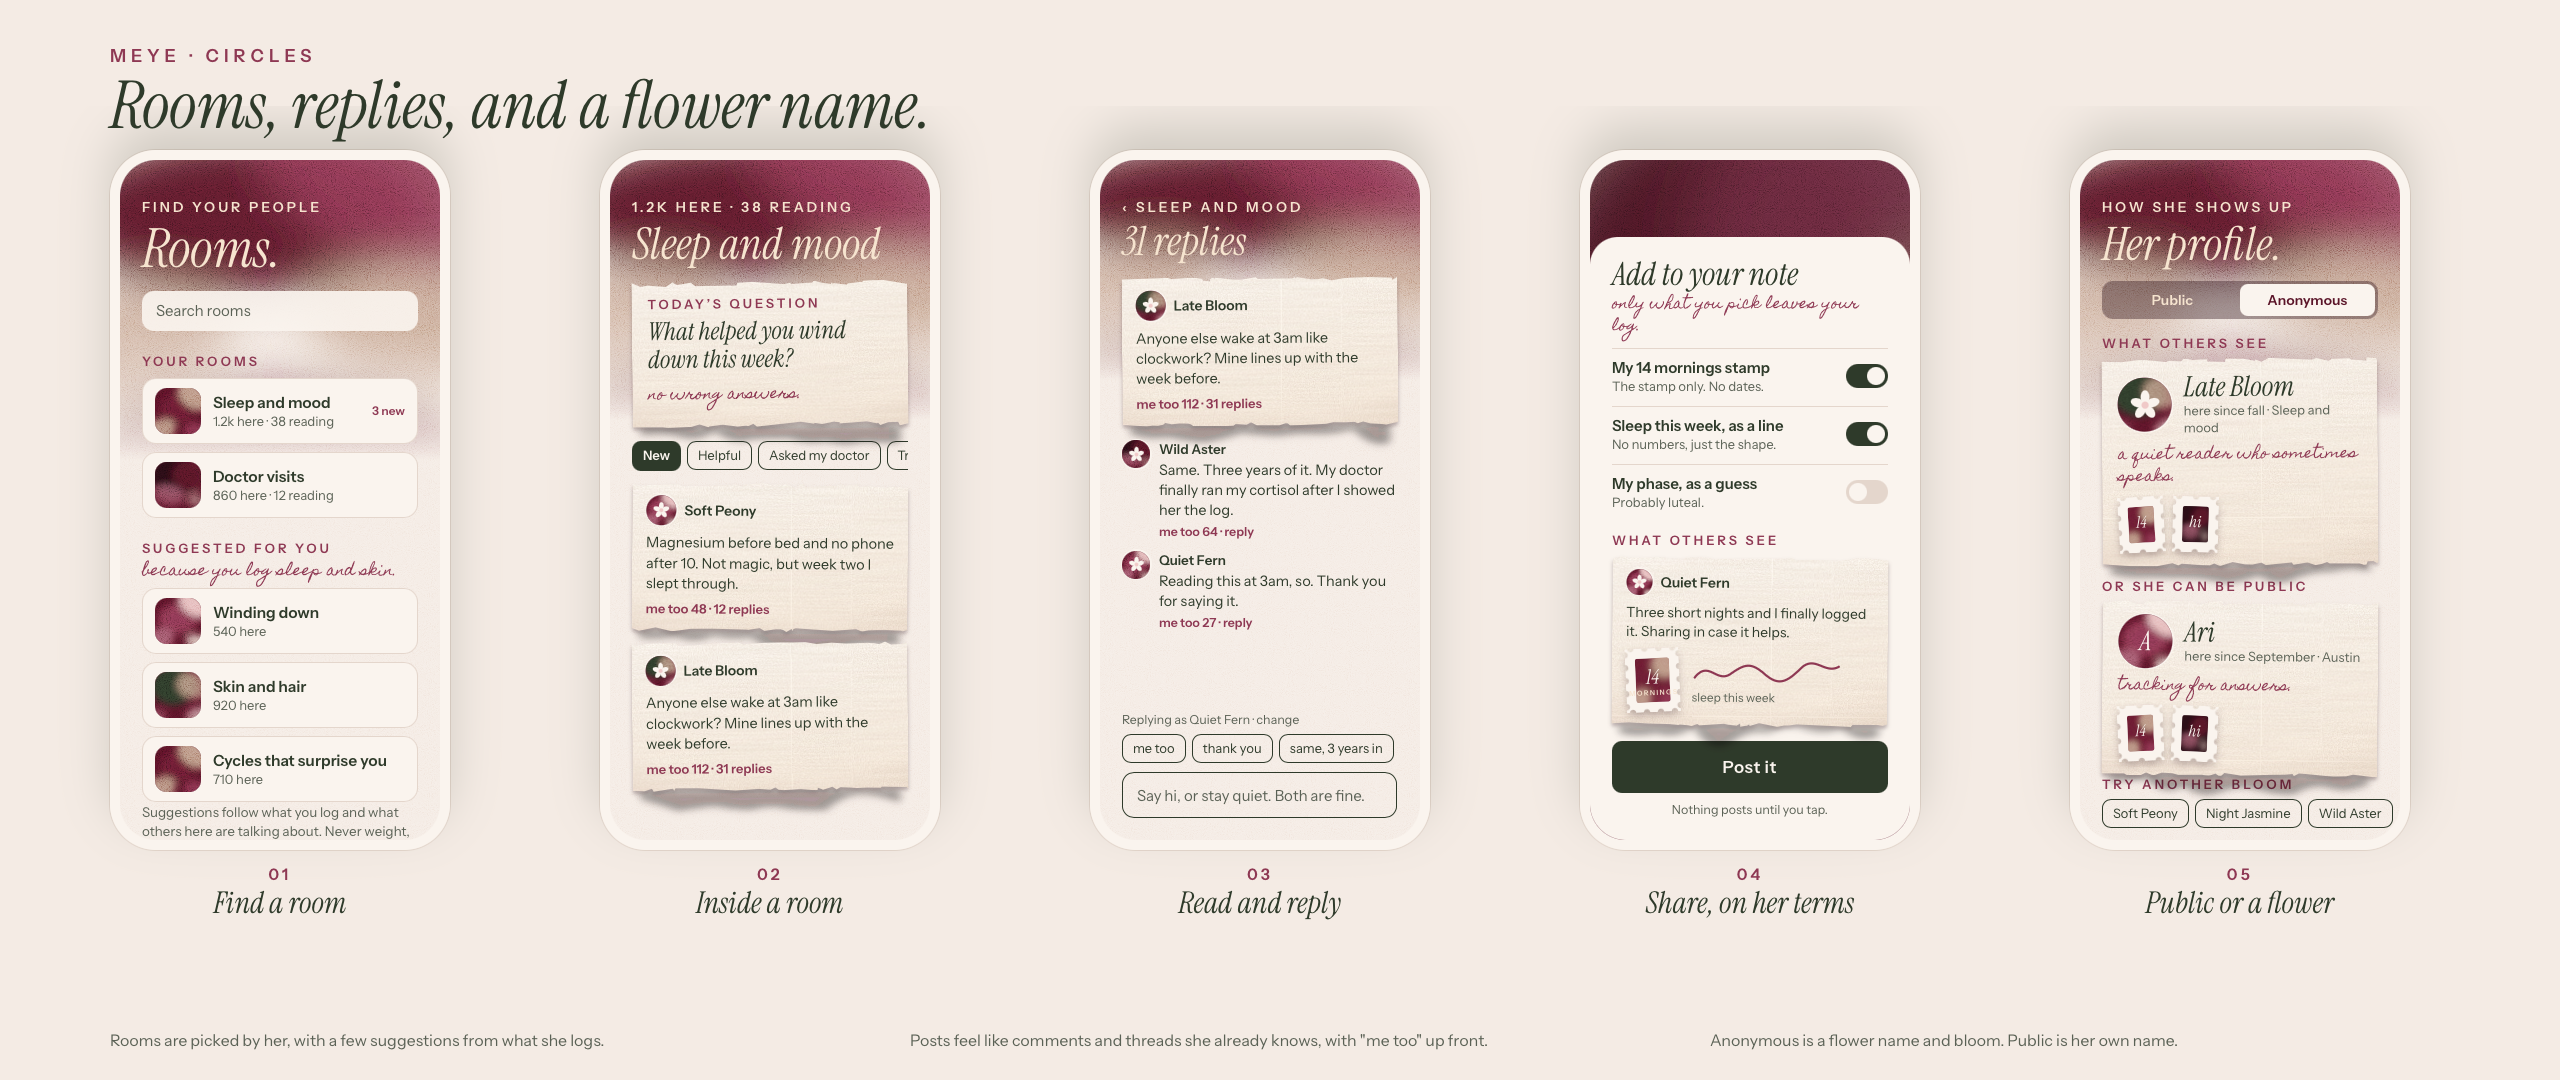 MEYE · CIRCLES
Rooms, replies, and a flower name.
FIND YOUR PEOPLE
Rooms.
Search rooms
YOUR ROOMS
Sleep and mood
1.2k here · 38 reading
3 new
Doctor visits
860 here · 12 reading
SUGGESTED FOR YOU
because you log sleep and skin.
Winding down
540 here
Skin and hair
920 here
Cycles that surprise you
710 here
Suggestions follow what you log and what
others here are talking about. Never weight,
01
Find a room
1.2K HERE · 38 READING
Sleep and mood
TODAY'S QUESTION
What helped you wind
down this week?
no wrong answers.
New
Helpful
Asked my doctor
Tr
Soft Peony
Magnesium before bed and no phone
after 10. Not magic, but week two I
slept through.
me too 48 · 12 replies
Late Bloom
Anyone else wake at 3am like
clockwork? Mine lines up with the
week before.
me too 112 · 31 replies
02
Inside a room
‹ SLEEP AND MOOD
31 replies
Late Bloom
Anyone else wake at 3am like
clockwork? Mine lines up with the
week before.
me too 112 · 31 replies
Wild Aster
Same. Three years of it. My doctor
finally ran my cortisol after I showed
her the log.
me too 64 · reply
Quiet Fern
Reading this at 3am, so. Thank you
for saying it.
me too 27 · reply
Replying as Quiet Fern · change
me too
thank you
same, 3 years in
Say hi, or stay quiet. Both are fine.
03
Read and reply
Add to your note
only what you pick leaves your
log.
My 14 mornings stamp
The stamp only. No dates.
Sleep this week, as a line
No numbers, just the shape.
My phase, as a guess
Probably luteal.
WHAT OTHERS SEE
Quiet Fern
Three short nights and I finally logged
it. Sharing in case it helps.
14
ORNING
sleep this week
Post it
Nothing posts until you tap.
04
Share, on her terms
HOW SHE SHOWS UP
Her profile.
Public
Anonymous
WHAT OTHERS SEE
Late Bloom
here since fall · Sleep and
mood
a quiet reader who sometimes
speaks.
14
hi
OR SHE CAN BE PUBLIC
A
Ari
here since September · Austin
tracking for answers.
14
hi
TRY ANOTHER BLOOM
Soft Peony
Night Jasmine
Wild Aster
05
Public or a flower
Rooms are picked by her, with a few suggestions from what she logs.
Posts feel like comments and threads she already knows, with "me too" up front.
Anonymous is a flower name and bloom. Public is her own name.